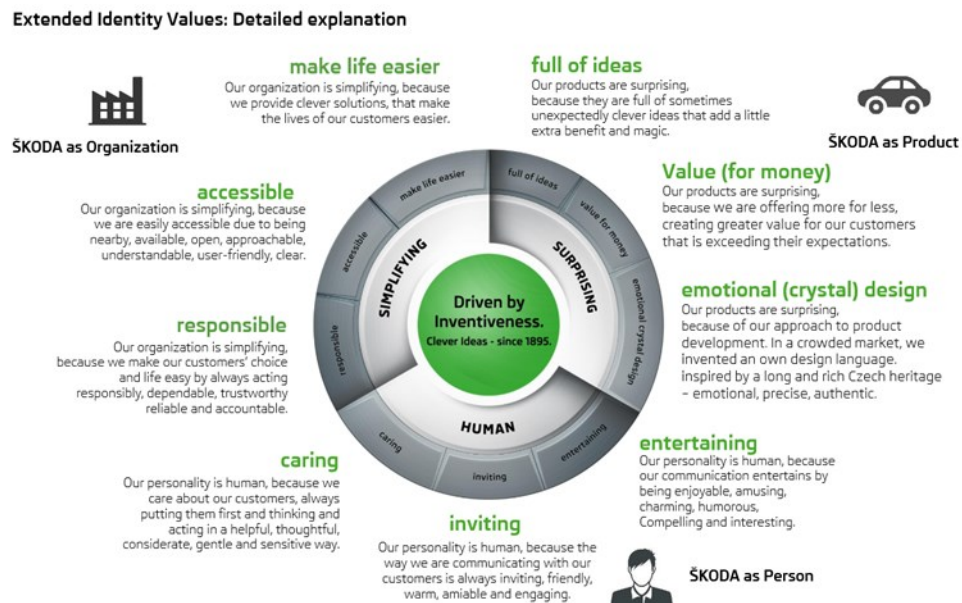 Extended Identity Values: Detailed explanation
make life easier
Our organization is simplifying, because
we provide clever solutions, that make
the lives of our customers easier.
full of ideas
Our products are surprising,
because they are full of sometimes
unexpectedly clever ideas that add a little
extra benefit and magic.
ŠKODA as Organization
ŠKODA as Product
accessible
Our organization is simplifying, because
we are easily accessible due to being
nearby, available, open, approachable,
understandable, user-friendly, clear.
Value (for money)
Our products are surprising,
because we are offering more for less,
creating greater value for our customers
that is exceeding their expectations.
responsible
Our organization is simplifying,
because we make our customers' choice
and life easy by always acting
responsibly, dependable, trustworthy
reliable and accountable.
emotional (crystal) design
Our products are surprising,
because of our approach to product
development. In a crowded market, we
invented an own design language.
inspired by a long and rich Czech heritage
– emotional, precise, authentic.
make life easier
full of ideas
accessible
value for money
responsible
emotional crystal design
SIMPLIFYING
SURPRISING
Driven by
Inventiveness.
Clever Ideas - since 1895.
HUMAN
caring
inviting
entertaining
caring
Our personality is human, because we
care about our customers, always
putting them first and thinking and
acting in a helpful, thoughtful,
considerate, gentle and sensitive way.
inviting
Our personality is human, because the
way we are communicating with our
customers is always inviting, friendly,
warm, amiable and engaging.
entertaining
Our personality is human, because
our communication entertains by
being enjoyable, amusing,
charming, humorous,
Compelling and interesting.
ŠKODA as Person